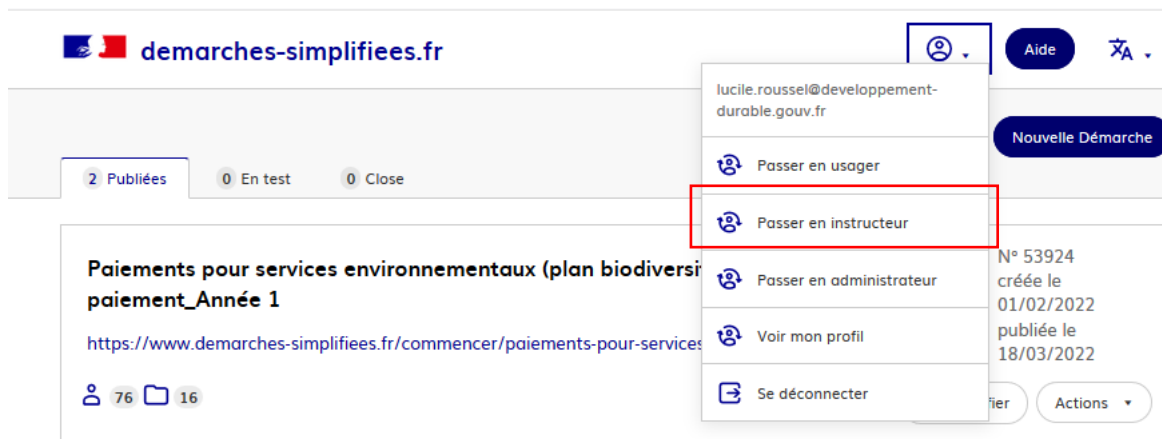 demarches-simplifiees.fr
Aide
lucile.roussel@developpement-
durable.gouv.fr
Nouvelle Démarche
2 Publiées
0 En test
0 Close
Passer en usager
Passer en instructeur
Passer en administrateur
Voir mon profil
Se déconnecter
Paiements pour services environnementaux (plan
paiement_Année 1
https://www.demarches-simplifiees.fr/commencer/paiements-pour-services
76 16
N° 53924
créée le
01/02/2022
publiée le
18/03/2022
Actions